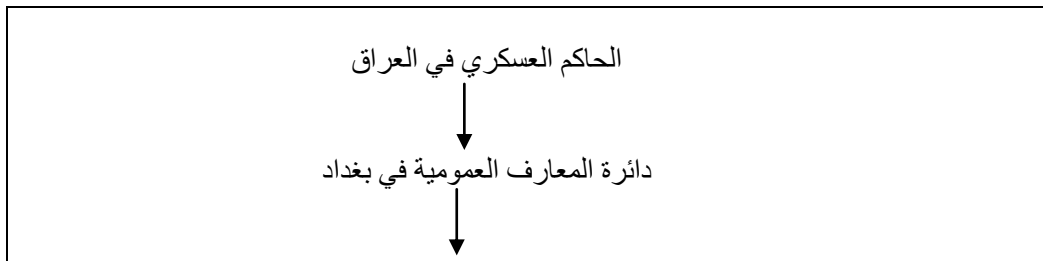 الحاكم العسكري في العراق
دائرة المعارف العمومية في بغداد